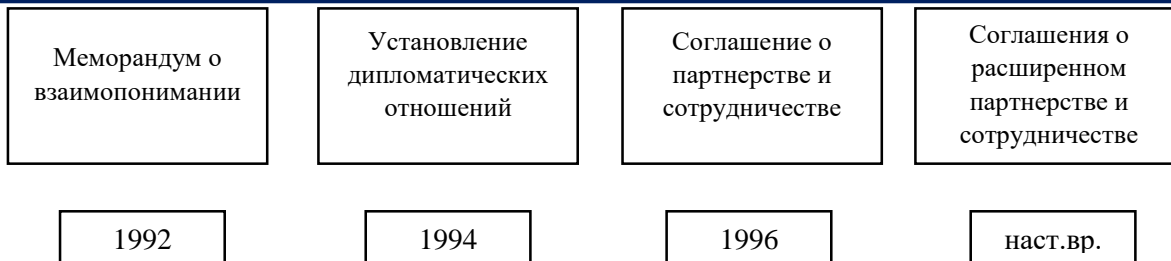 Меморандум о
взаимопонимании
Установление
дипломатических
отношений
Соглашение о
партнерстве и
сотрудничестве
Соглашения о
расширенном
партнерстве и
сотрудничестве
1992
1994
1996
наст.вр.